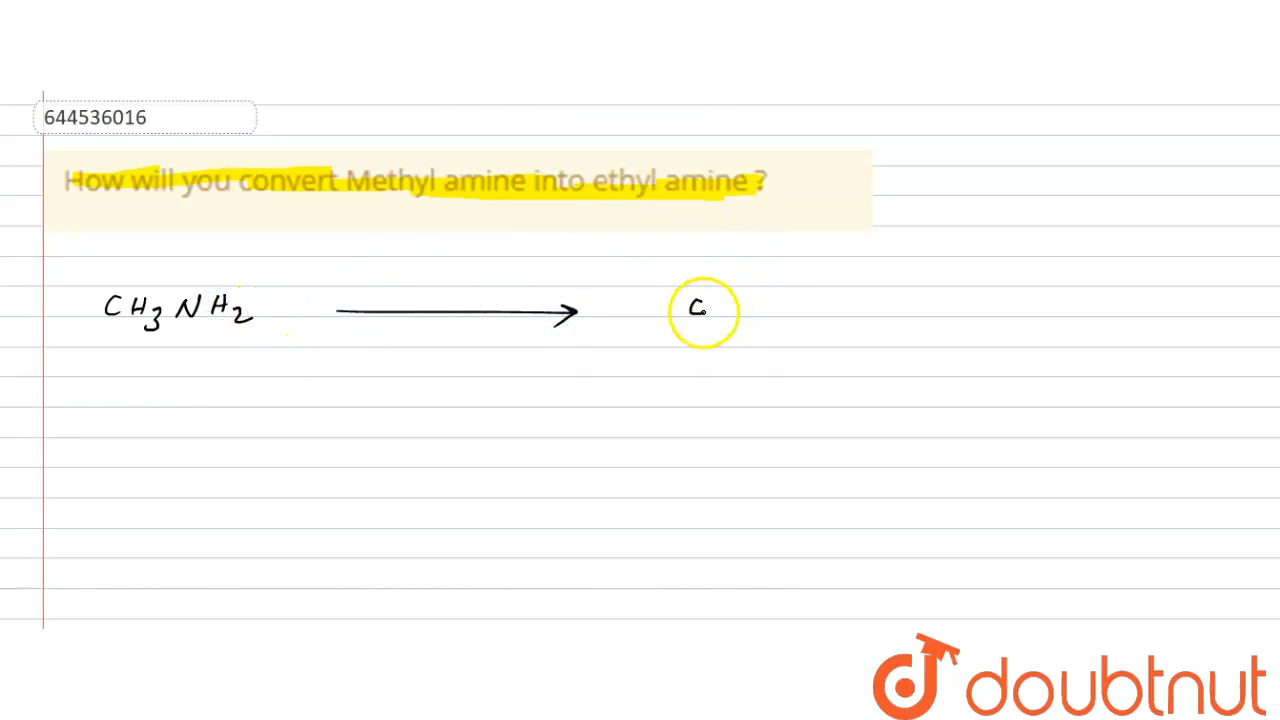 644536016
How will you convert Methyl amine into ethyl amine ?
CH3NH2 → C
doubtnut